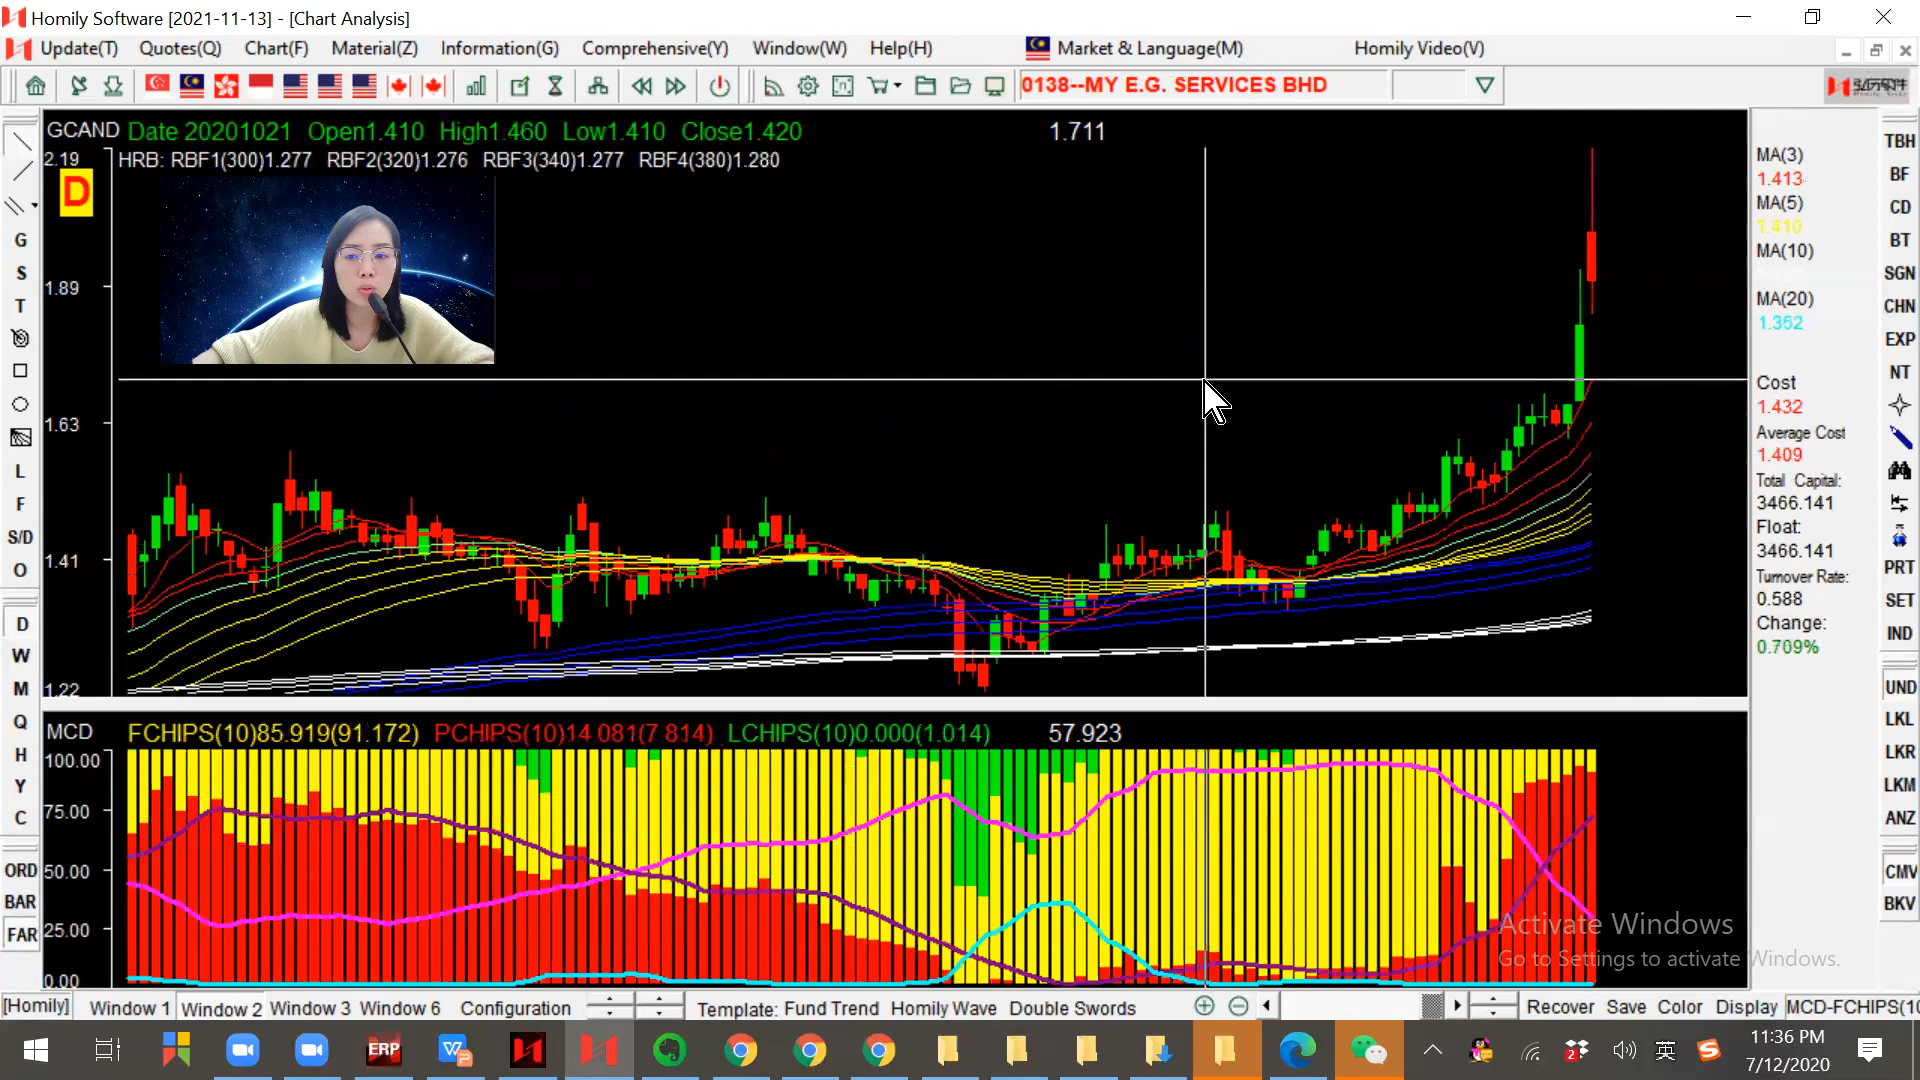 Homily Software [2021-11-13] - [Chart Analysis]
Update(T) Quotes(Q) Chart(F) Material(Z) Information(G) Comprehensive(Y) Window(W) Help(H) Market & Language(M) Homily Video(V)
0138--MY E.G. SERVICES BHD
GCAND Date 20201021 Open1.410 High1.460 Low1.410 Close1.420 1.711
HRB: RBF1(300)1.277 RBF2(320)1.276 RBF3(340)1.277 RBF4(380)1.280
2.19
D
1.89
1.63
1.41
1.22
MA(3)
1.413
MA(5)
1.410
MA(10)
MA(20)
1.352
Cost
1.432
Average Cost
1.409
Total Capital:
3466.141
Float:
3466.141
Turnover Rate:
0.588
Change:
0.709%
G
S
T
L
F
S/D
O
D
W
M
Q
H
Y
C
ORD
BAR
FAR
TBH
BF
CD
BT
SGN
CHN
EXP
NT
PRT
SET
IND
UND
LKL
LKR
LKM
ANZ
CMV
BKV
MCD FCHIPS(10)85.919(91.172) PCHIPS(10)14.081(7.814) LCHIPS(10)0.000(1.014) 57.923
100.00
75.00
50.00
25.00
0.00
Activate Windows
Go to Settings to activate Windows.
[Homily] Window 1 Window 2 Window 3 Window 6 Configuration Template: Fund Trend Homily Wave Double Swords Recover Save Color Display MCD-FCHIPS(10
ERP
W
P
2
英
S
11:36 PM
7/12/2020